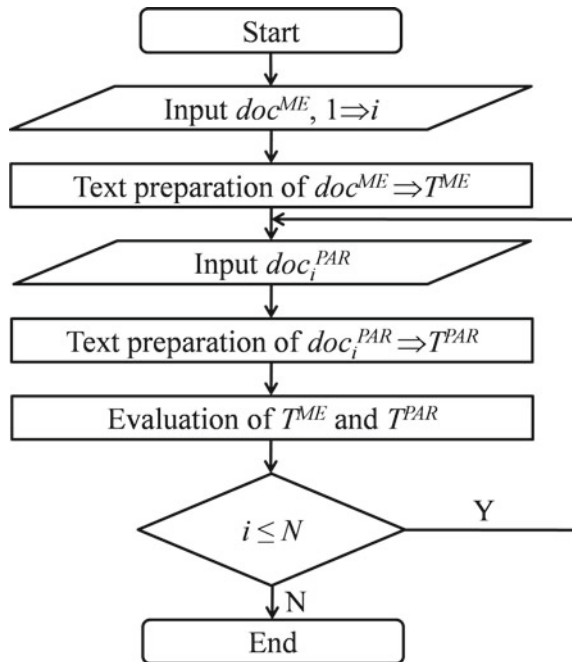 Start
Input doc^ME, 1⇒i
Text preparation of doc^ME⇒T^ME
Input doc_i^PAR
Text preparation of doc_i^PAR⇒T^PAR
Evaluation of T^ME and T^PAR
i ≤ N
Y
N
End